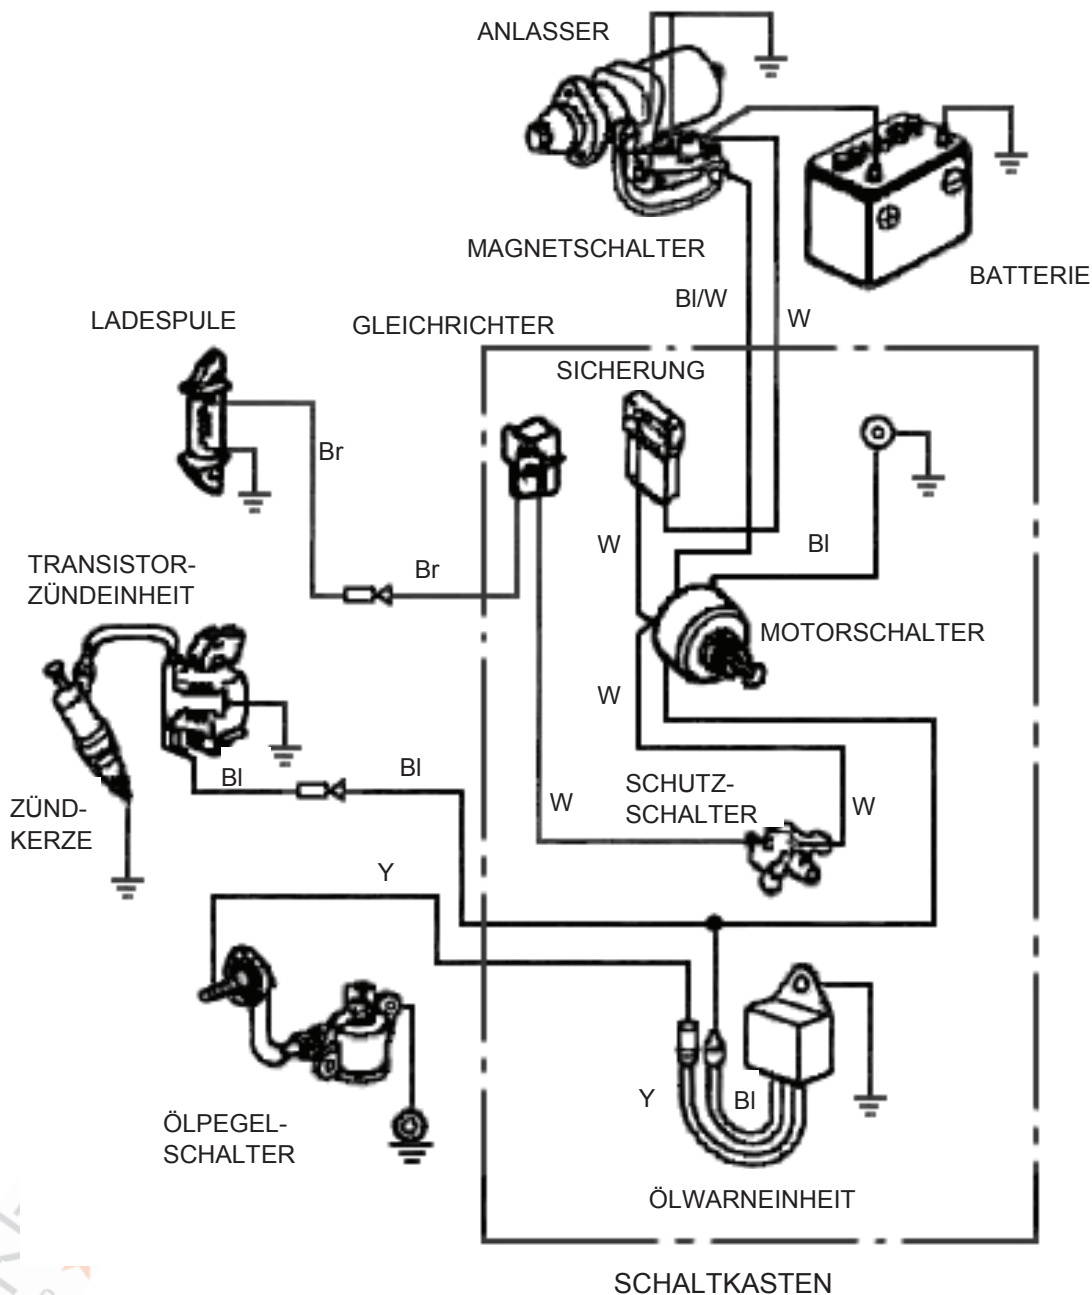 ANLASSER
MAGNETSCHALTER
BATTERIE
Bl/W
W
LADESPULE
GLEICHRICHTER
SICHERUNG
Br
W
Bl
TRANSISTOR-
ZÜNDEINHEIT
Br
MOTORSCHALTER
W
Bl
Bl
SCHUTZ-
SCHALTER
W
W
ZÜND-
KERZE
Y
Y
Bl
ÖLPEGEL-
SCHALTER
ÖLWARNEINHEIT
SCHALTKASTEN